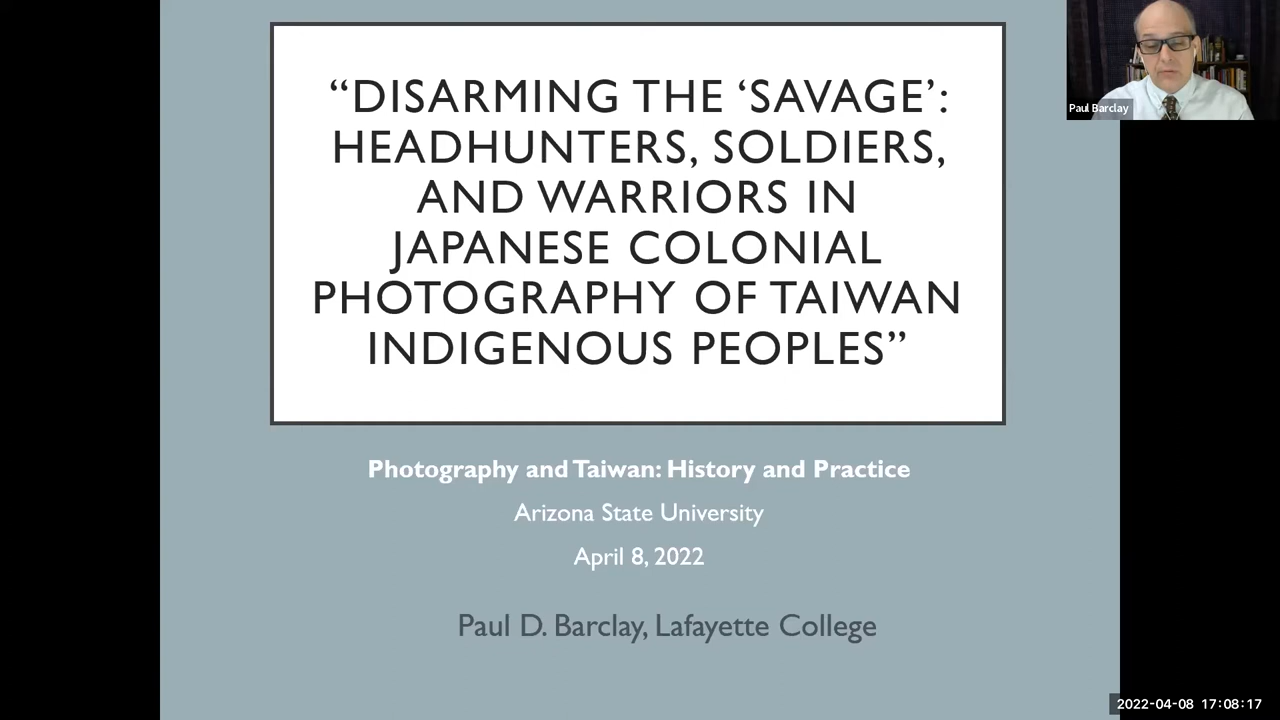 “DISARMING THE ‘SAVAGE’:
HEADHUNTERS, SOLDIERS,
AND WARRIORS IN
JAPANESE COLONIAL
PHOTOGRAPHY OF TAIWAN
INDIGENOUS PEOPLES”
Photography and Taiwan: History and Practice
Arizona State University
April 8, 2022
Paul D. Barclay, Lafayette College
Paul Barclay
2022-04-08 17:08:17